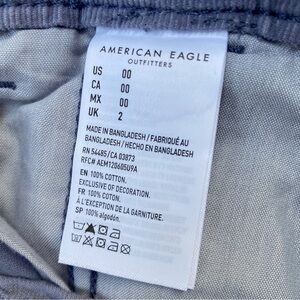 AMERICAN EAGLE
OUTFITTERS
US 00
CA 00
MX 00
UK 2
MADE IN BANGLADESH / FABRIQUÉ AU
BANGLADESH / HECHO EN BANGLADESH
RN 54485/CA 03873
RFC# AEM120605U9A
EN 100% COTTON.
EXCLUSIVE OF DECORATION.
FR 100% COTON.
À L'EXCEPTION DE LA GARNITURE.
SP 100% algodón.